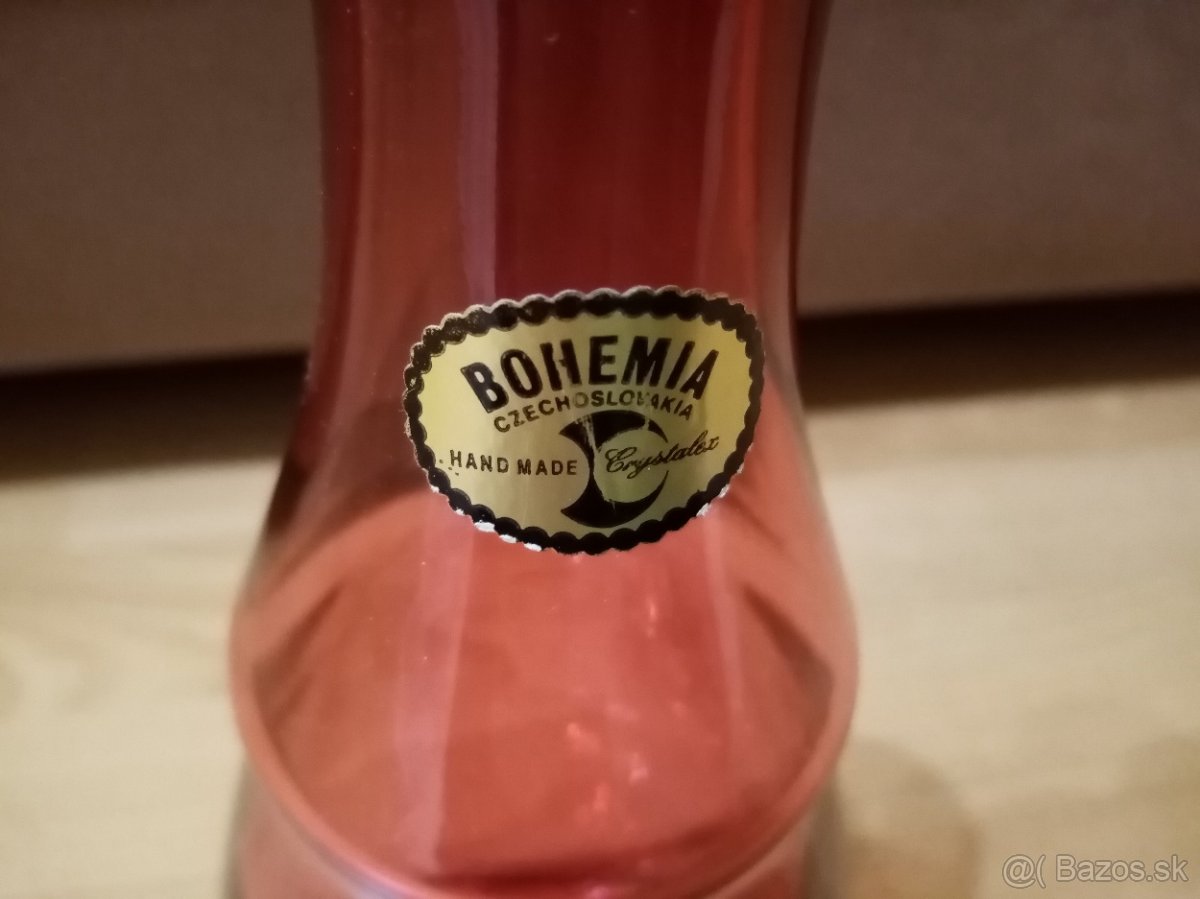 BOHEMIA
CZECHOSLOVAKIA
HAND MADE Crystalex
@( Bazos.sk